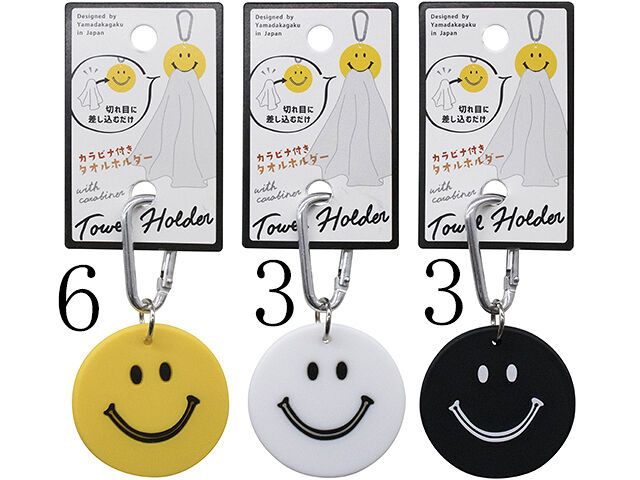 Designed by
Yamadakagaku
in Japan
切れ目に
差し込むだけ
カラビナ付き
タオルホルダー
with
carabiner
Towel Holder
6
Designed by
Yamadakagaku
in Japan
切れ目に
差し込むだけ
カラビナ付き
タオルホルダー
with
carabiner
Towel Holder
3
Designed by
Yamadakagaku
in Japan
切れ目に
差し込むだけ
カラビナ付き
タオルホルダー
with
carabiner
Towel Holder
3